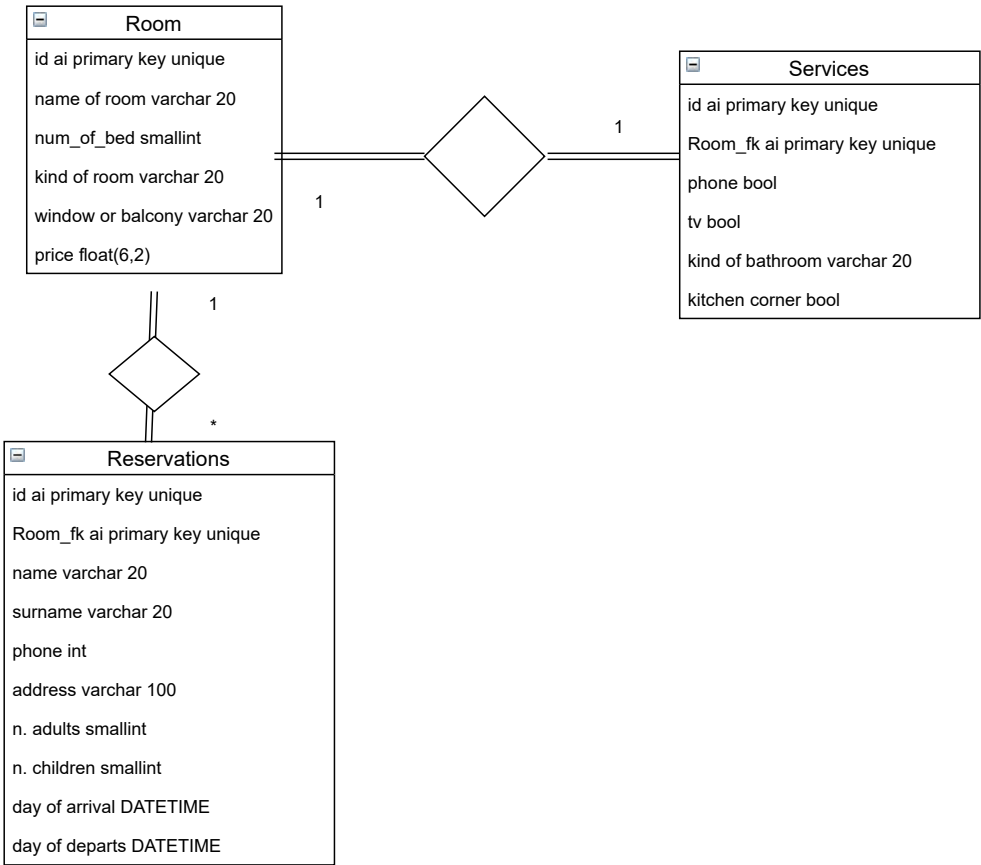 Room
id ai primary key unique
name of room varchar 20
num_of_bed smallint
kind of room varchar 20
window or balcony varchar 20
price float(6,2)
1
1
Services
id ai primary key unique
Room_fk ai primary key unique
phone bool
tv bool
kind of bathroom varchar 20
kitchen corner bool
1
*
Reservations
id ai primary key unique
Room_fk ai primary key unique
name varchar 20
surname varchar 20
phone int
address varchar 100
n. adults smallint
n. children smallint
day of arrival DATETIME
day of departs DATETIME